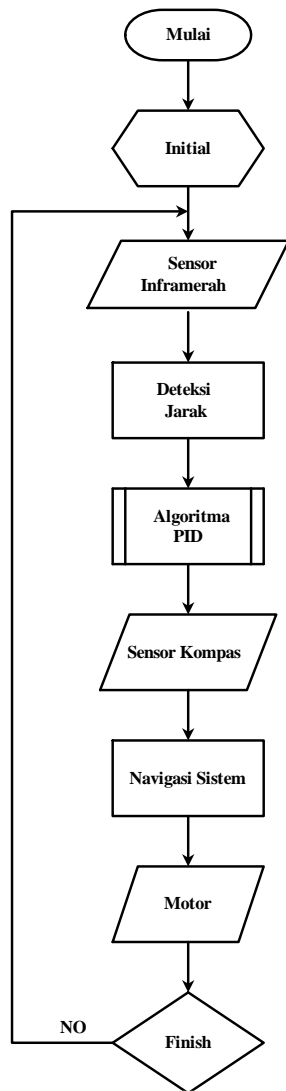 Mulai
Initial
Sensor
Inframerah
Deteksi
Jarak
Algoritma
PID
Sensor Kompas
Navigasi Sistem
Motor
NO
Finish